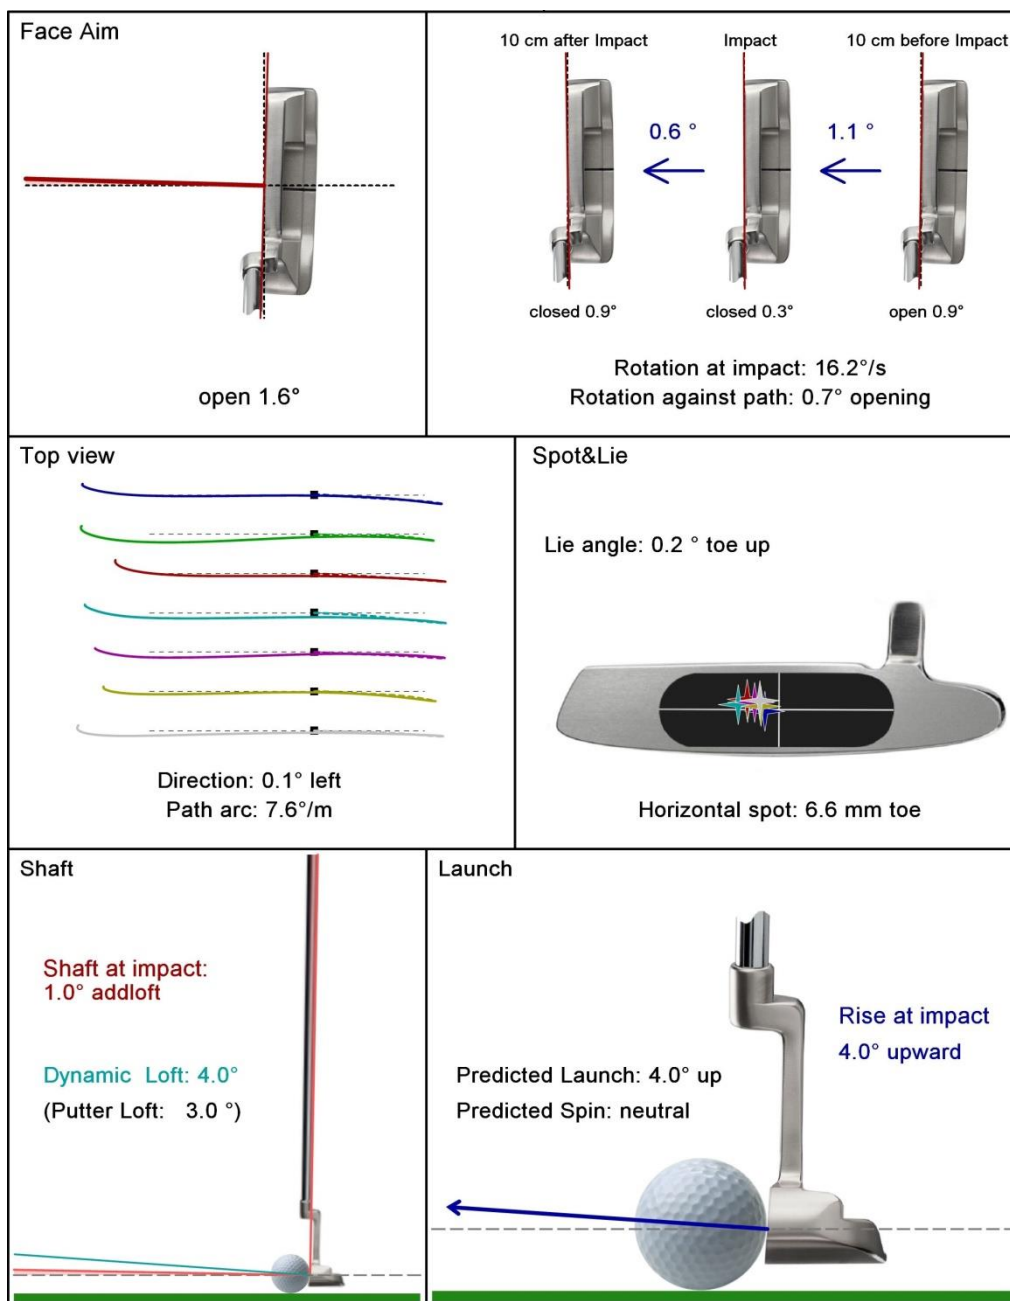 Face Aim
open 1.6°
10 cm after Impact
Impact
10 cm before Impact
0.6 °
1.1 °
closed 0.9°
closed 0.3°
open 0.9°
Rotation at impact: 16.2°/s
Rotation against path: 0.7° opening
Top view
Direction: 0.1° left
Path arc: 7.6°/m
Spot&Lie
Lie angle: 0.2 ° toe up
Horizontal spot: 6.6 mm toe
Shaft
Shaft at impact:
1.0° addloft
Dynamic Loft: 4.0°
(Putter Loft: 3.0 °)
Launch
Rise at impact
4.0° upward
Predicted Launch: 4.0° up
Predicted Spin: neutral